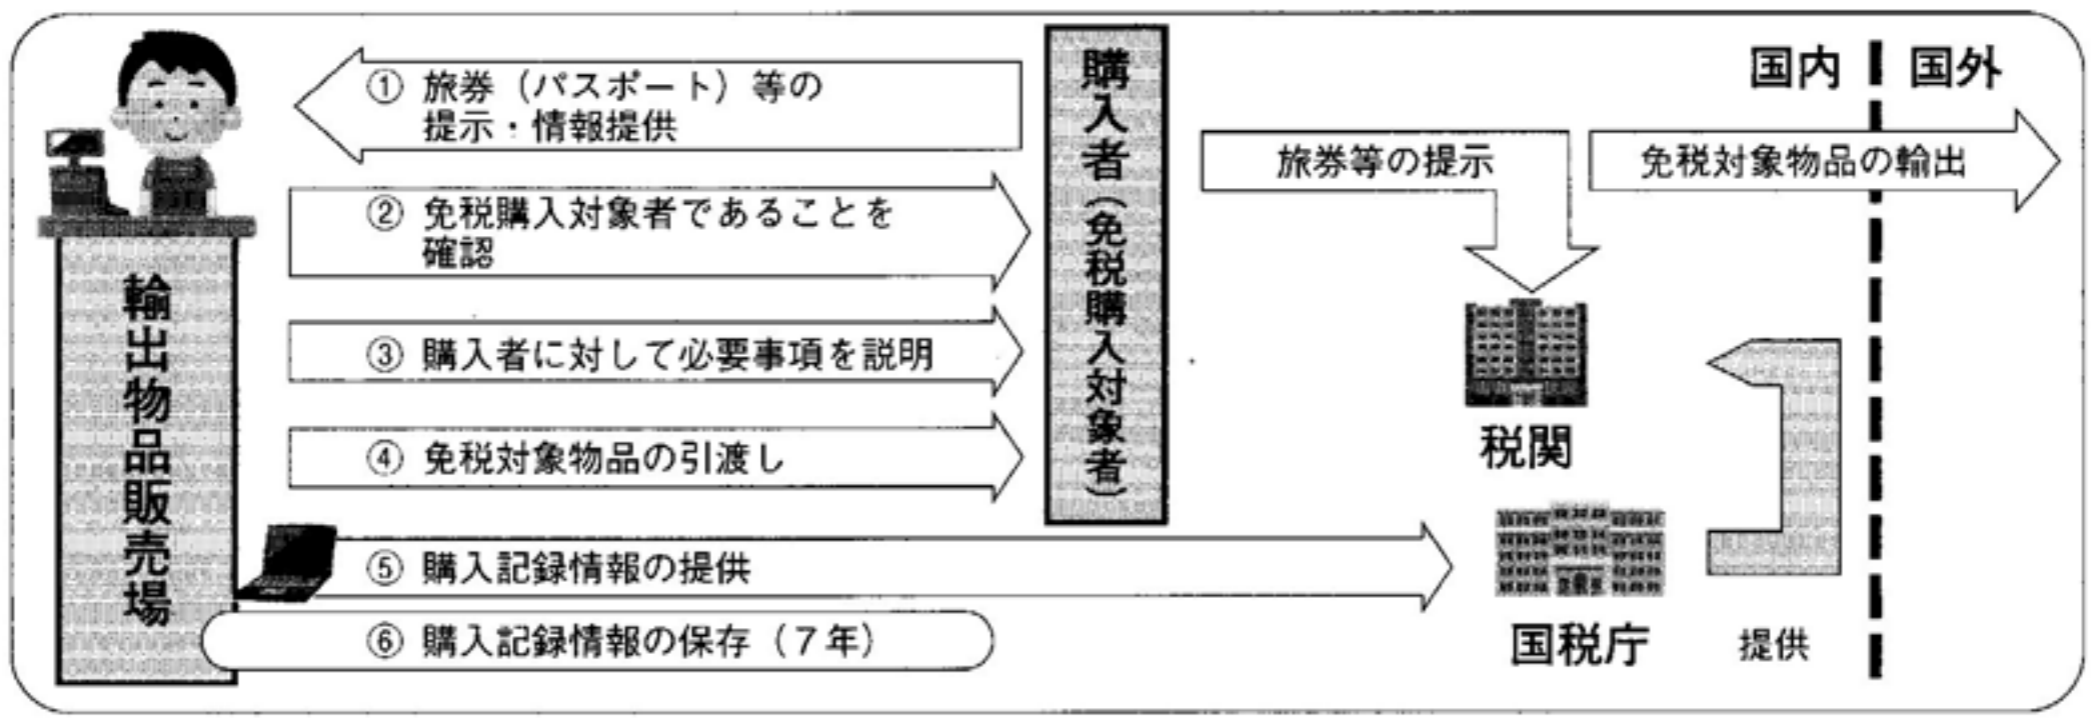 輸出物品販売場
① 旅券（パスポート）等の
提示・情報提供
② 免税購入対象者であることを
確認
③ 購入者に対して必要事項を説明
④ 免税対象物品の引渡し
⑤ 購入記録情報の提供
⑥ 購入記録情報の保存（７年）
購入者（免税購入対象者）
旅券等の提示
税関
国税庁
提供
国内
国外
免税対象物品の輸出